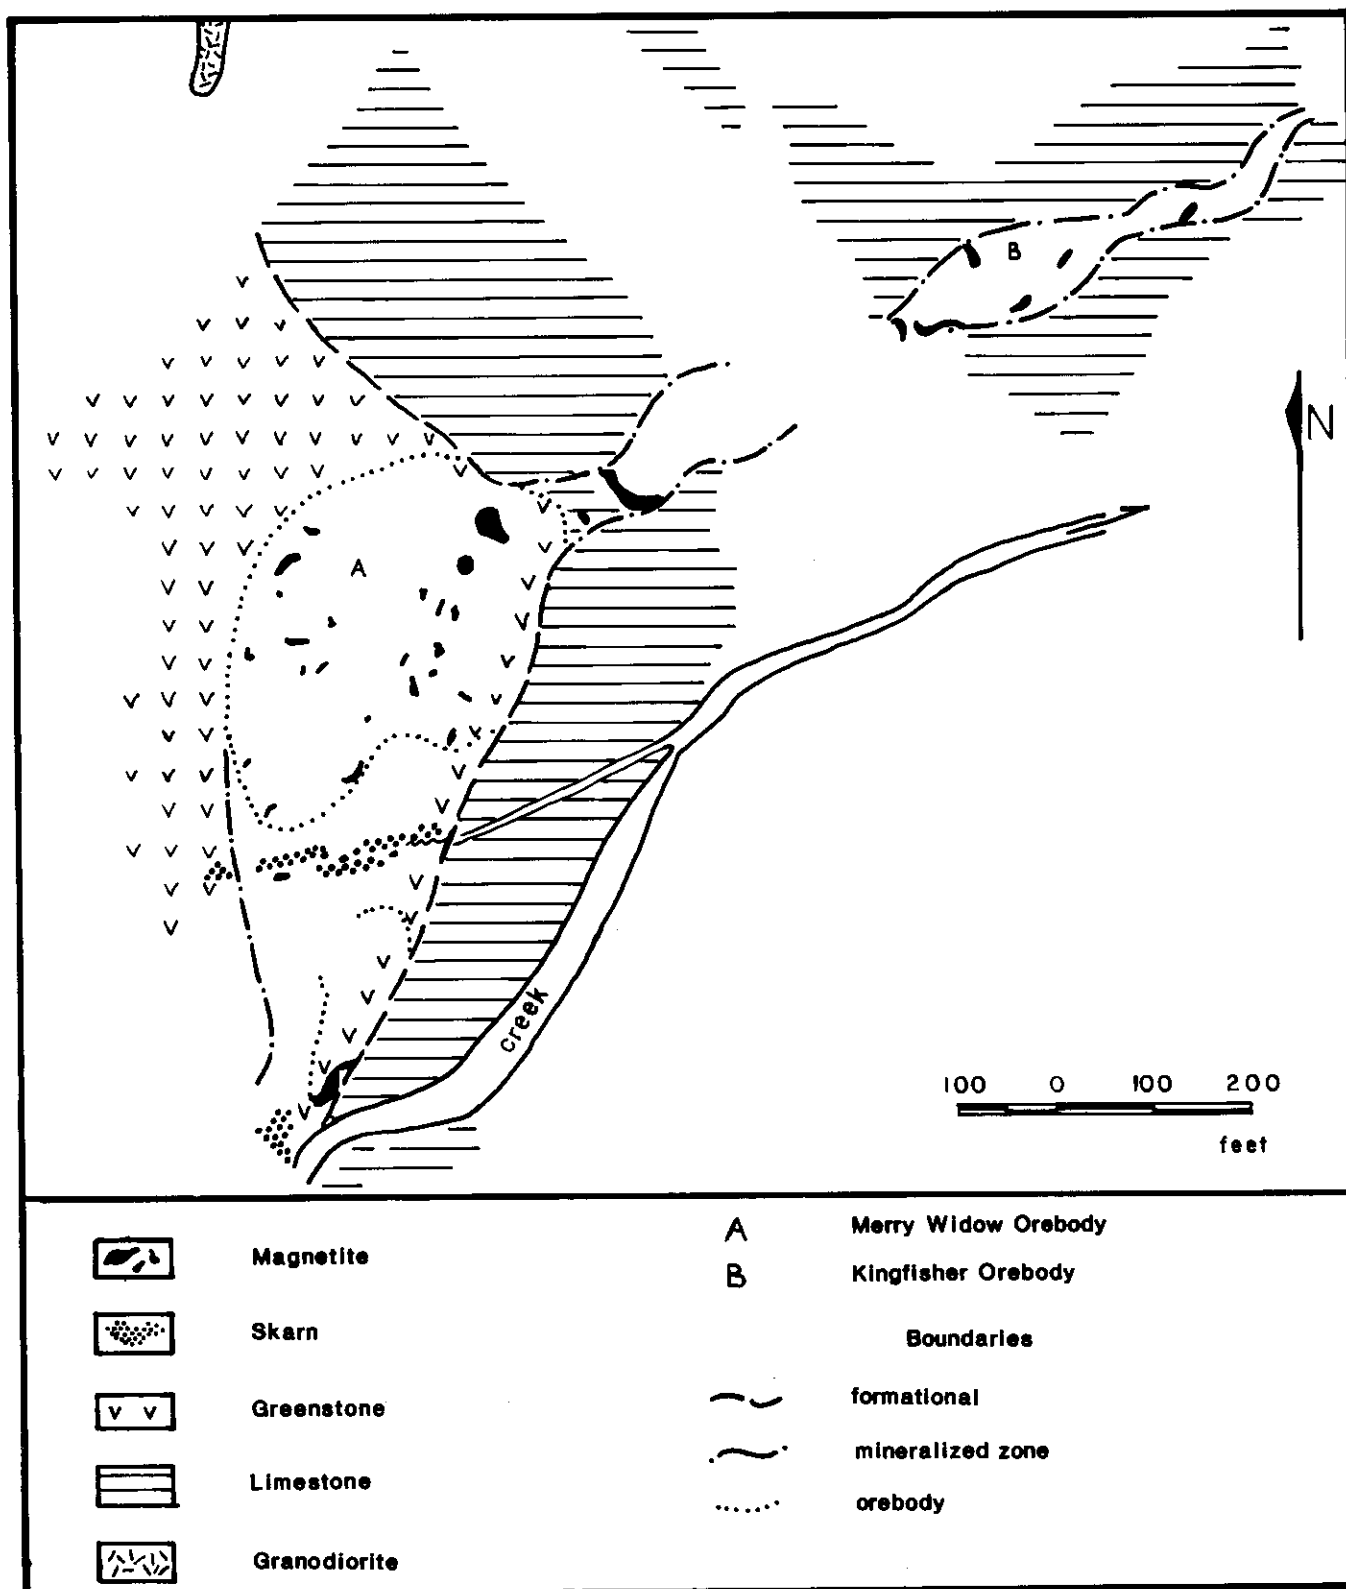 B
N
A
creek
100 0 100 200
feet
Magnetite
Skarn
Greenstone
Limestone
Granodiorite
A Merry Widow Orebody
B Kingfisher Orebody
Boundaries
formational
mineralized zone
orebody